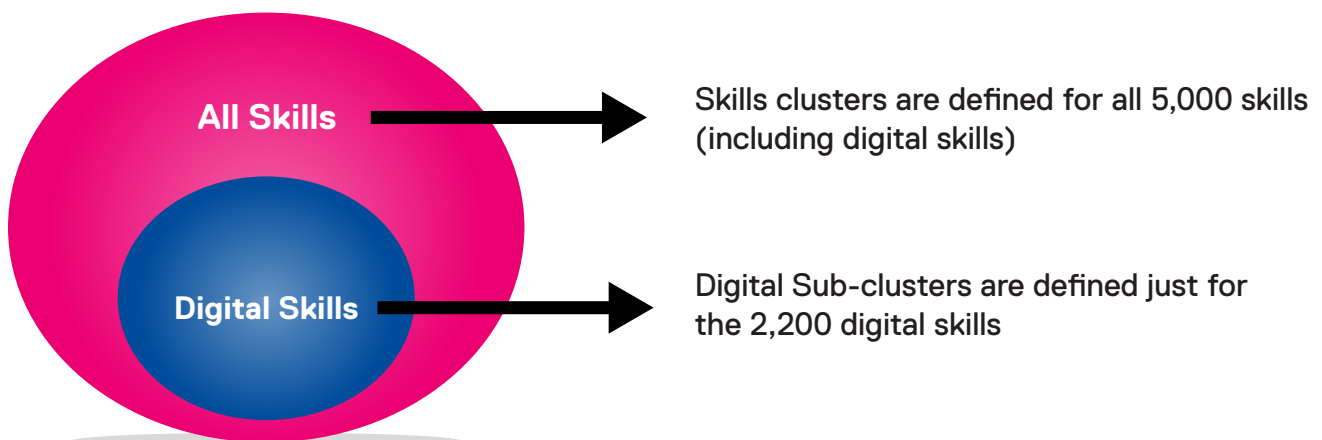 All Skills
Skills clusters are defined for all 5,000 skills
(including digital skills)
Digital Skills
Digital Sub-clusters are defined just for
the 2,200 digital skills